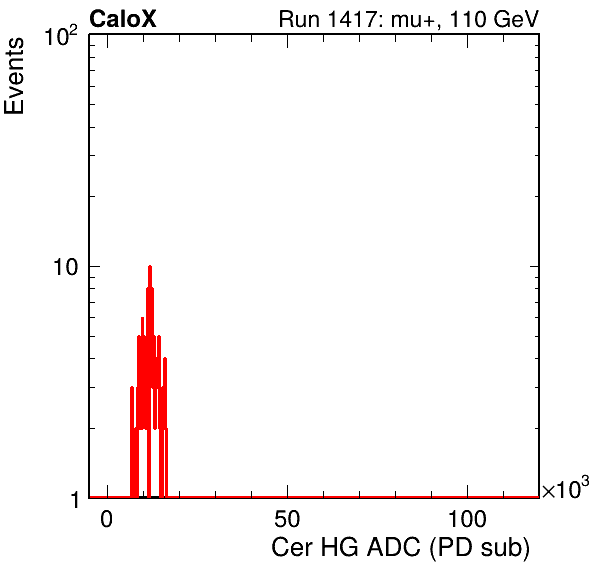 CaloX Run 1417: mu+, 110 GeV
Events
10²
10
1
0 50 100 ×10³
Cer HG ADC (PD sub)